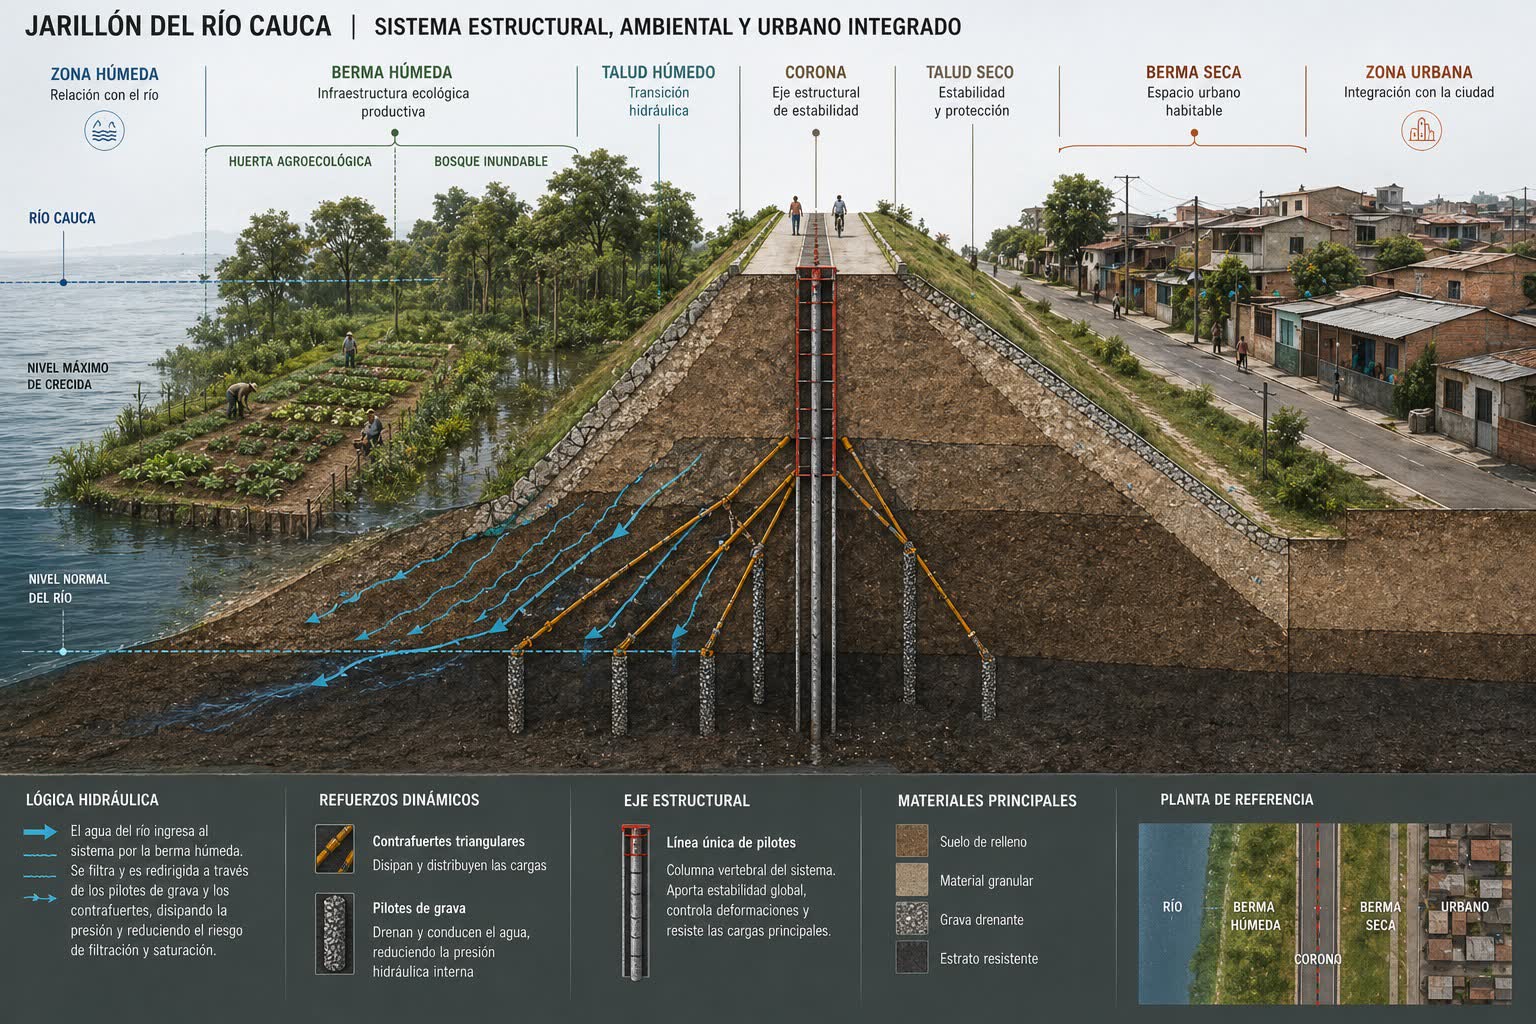 JARILLÓN DEL RÍO CAUCA | SISTEMA ESTRUCTURAL, AMBIENTAL Y URBANO INTEGRADO
ZONA HÚMEDA
Relación con el río
BERMA HÚMEDA
Infraestructura ecológica
productiva
TALUD HÚMEDO
Transición
hidráulica
CORONA
Eje estructural
de estabilidad
TALUD SECO
Estabilidad
y protección
BERMA SECA
Espacio urbano
habitable
ZONA URBANA
Integración con la ciudad
HUERTA AGROECOLÓGICA
BOSQUE INUNDABLE
RÍO CAUCA
NIVEL MÁXIMO
DE CRECIDA
NIVEL NORMAL
DEL RÍO
LÓGICA HIDRÁULICA
El agua del río ingresa al
sistema por la berma húmeda.
Se filtra y es redirigida a través
de los pilotes de grava y los
contrafuertes, disipando la
presión y reduciendo el riesgo
de filtración y saturación.
REFUERZOS DINÁMICOS
Contrafuertes triangulares
Disipan y distribuyen las cargas
Pilotes de grava
Drenan y conducen el agua,
reduciendo la presión
hidráulica interna
EJE ESTRUCTURAL
Línea única de pilotes
Columna vertebral del sistema.
Aporta estabilidad global,
controla deformaciones y
resiste las cargas principales.
MATERIALES PRINCIPALES
Suelo de relleno
Material granular
Grava drenante
Estrato resistente
PLANTA DE REFERENCIA
RÍO
BERMA
HÚMEDA
CORONO
BERMA
SECA
URBANO